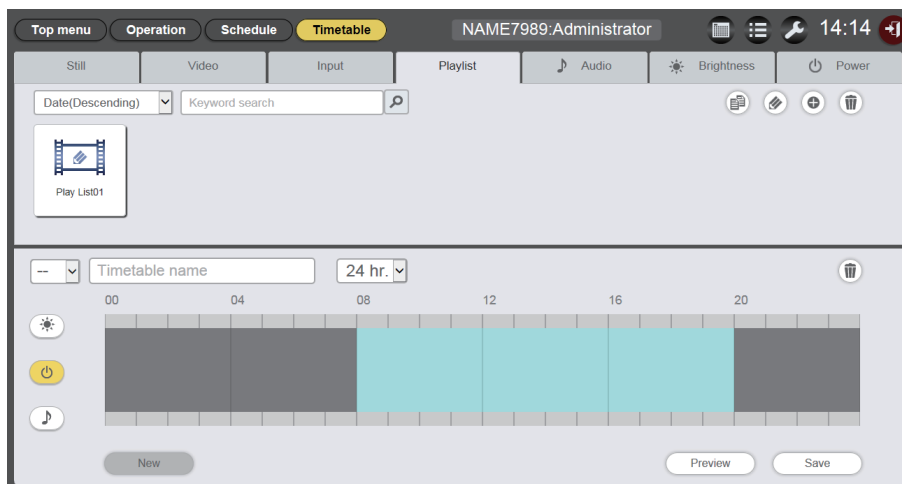 Top menu Operation Schedule Timetable NAME7989:Administrator 14:14
Still Video Input Playlist Audio Brightness Power
Date(Descending) Keyword search
Play List01
-- Timetable name 24 hr.
00 04 08 12 16 20
New Preview Save